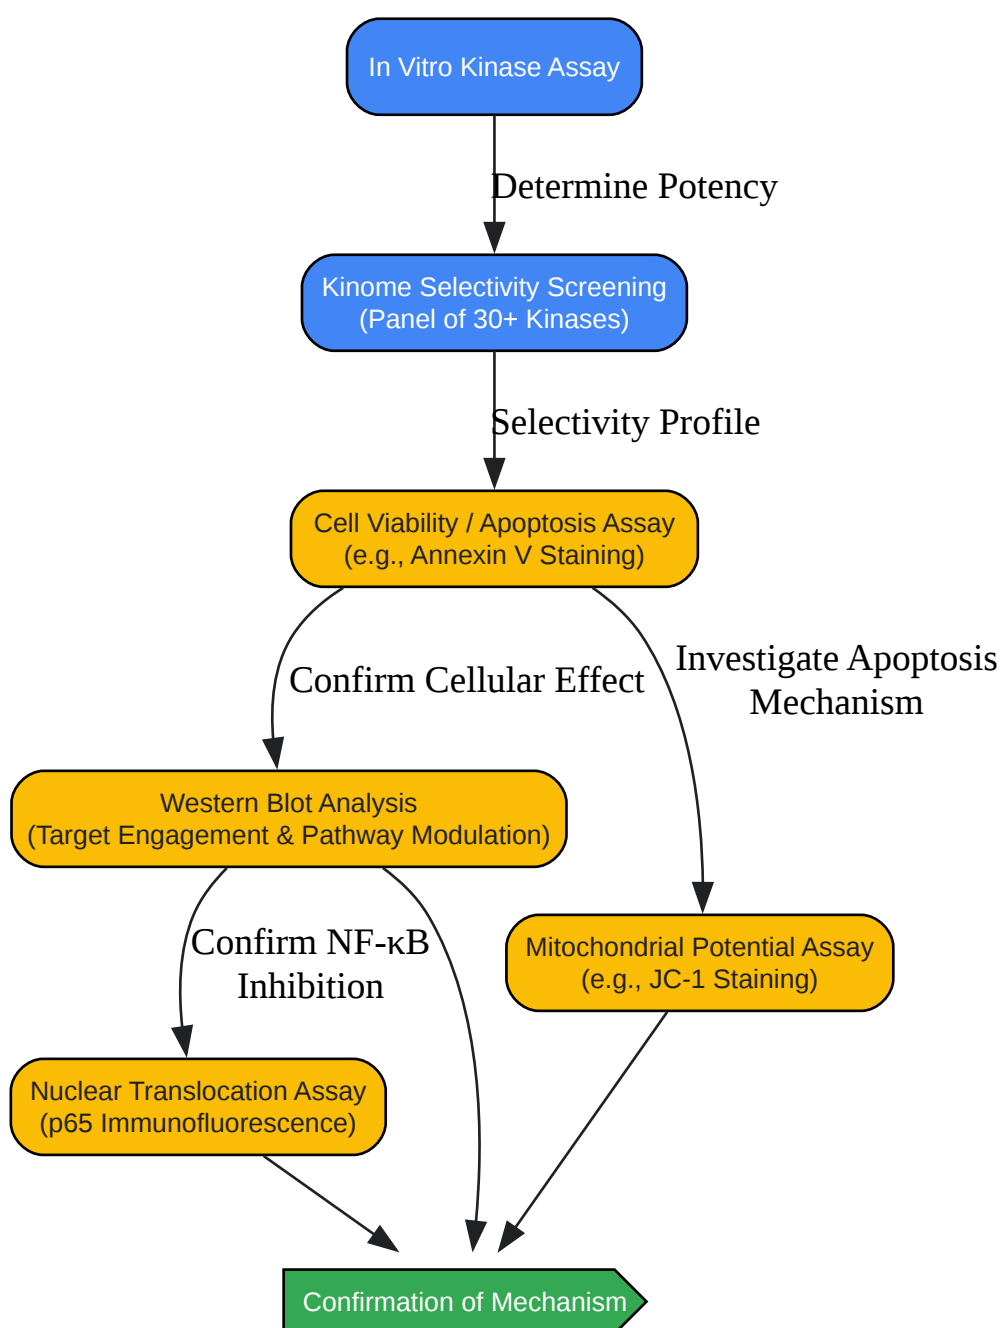 In Vitro Kinase Assay
Determine Potency
Kinome Selectivity Screening
(Panel of 30+ Kinases)
Selectivity Profile
Cell Viability / Apoptosis Assay
(e.g., Annexin V Staining)
Confirm Cellular Effect
Investigate Apoptosis
Mechanism
Western Blot Analysis
(Target Engagement & Pathway Modulation)
Confirm NF-κB
Inhibition
Mitochondrial Potential Assay
(e.g., JC-1 Staining)
Nuclear Translocation Assay
(p65 Immunofluorescence)
Confirmation of Mechanism